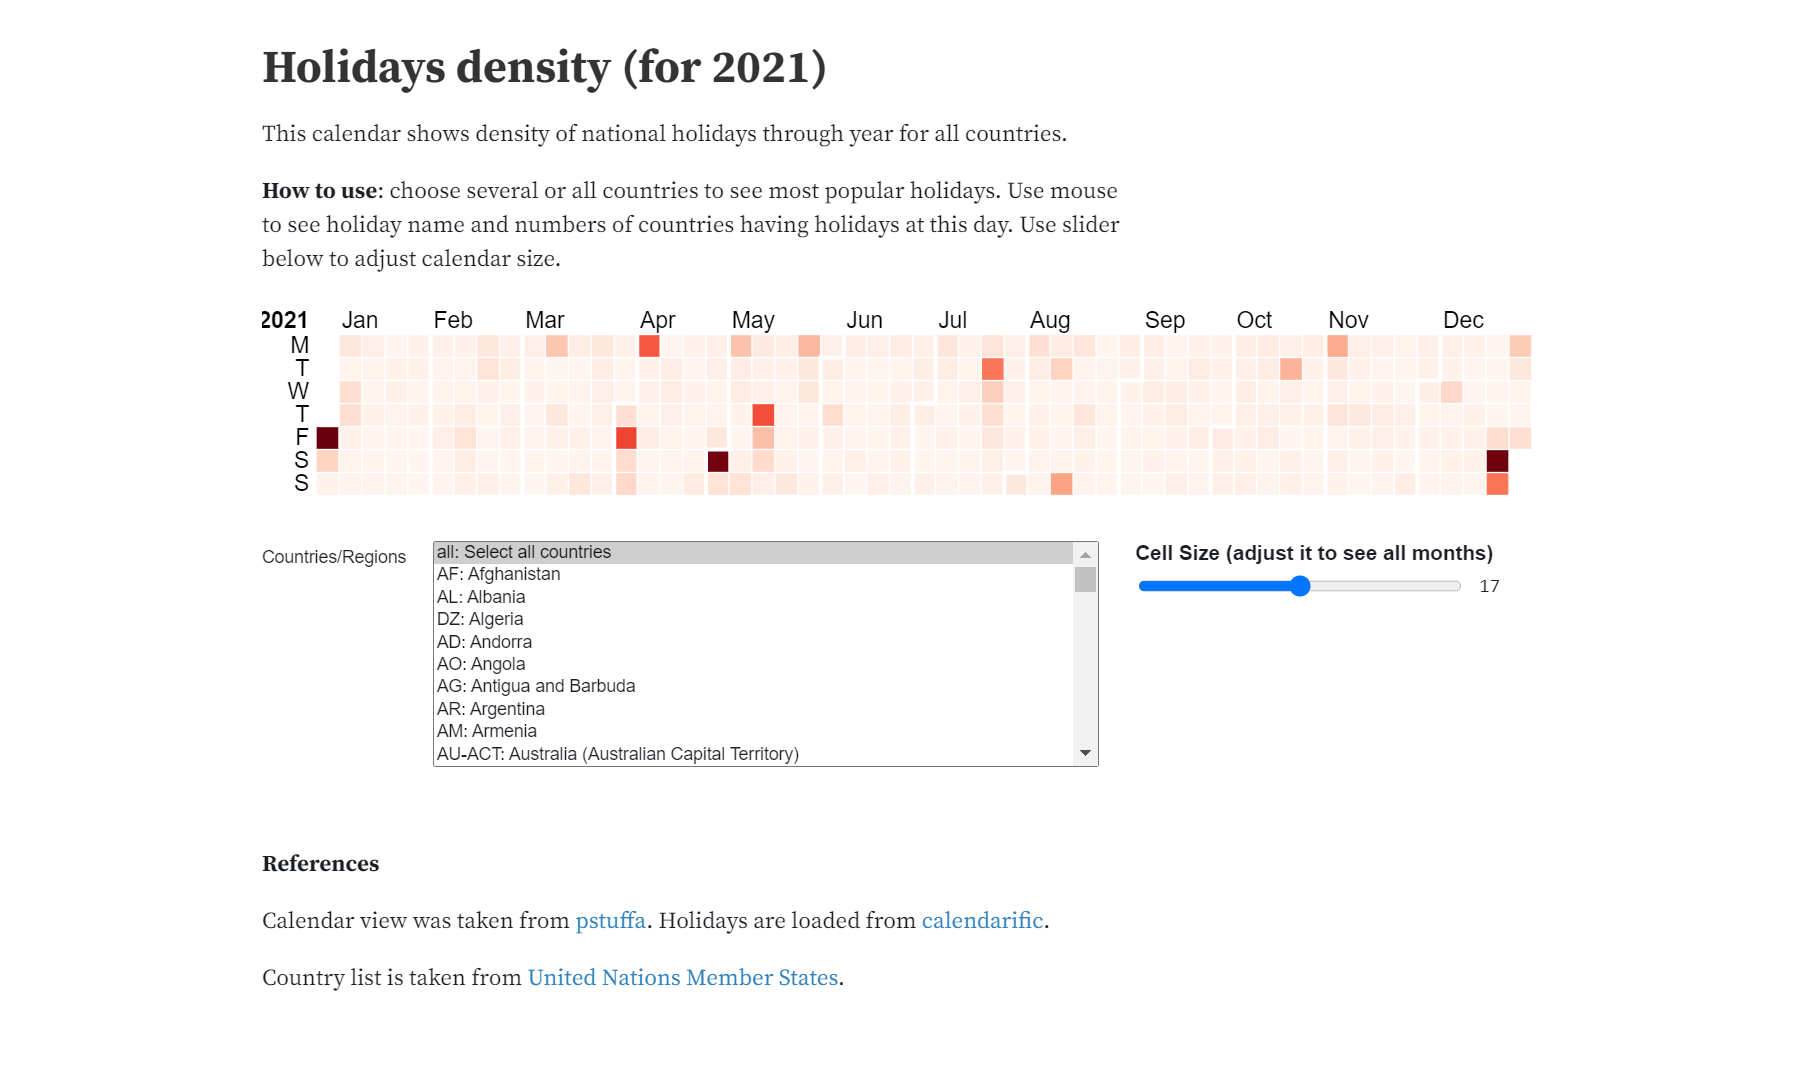 Holidays density (for 2021)
This calendar shows density of national holidays through year for all countries.
How to use: choose several or all countries to see most popular holidays. Use mouse
to see holiday name and numbers of countries having holidays at this day. Use slider
below to adjust calendar size.
2021 Jan Feb Mar Apr May Jun Jul Aug Sep Oct Nov Dec
M
T
W
T
F
S
S
Countries/Regions
all: Select all countries
AF: Afghanistan
AL: Albania
DZ: Algeria
AD: Andorra
AO: Angola
AG: Antigua and Barbuda
AR: Argentina
AM: Armenia
AU-ACT: Australia (Australian Capital Territory)
Cell Size (adjust it to see all months)
17
References
Calendar view was taken from pstuffa. Holidays are loaded from calendarific.
Country list is taken from United Nations Member States.